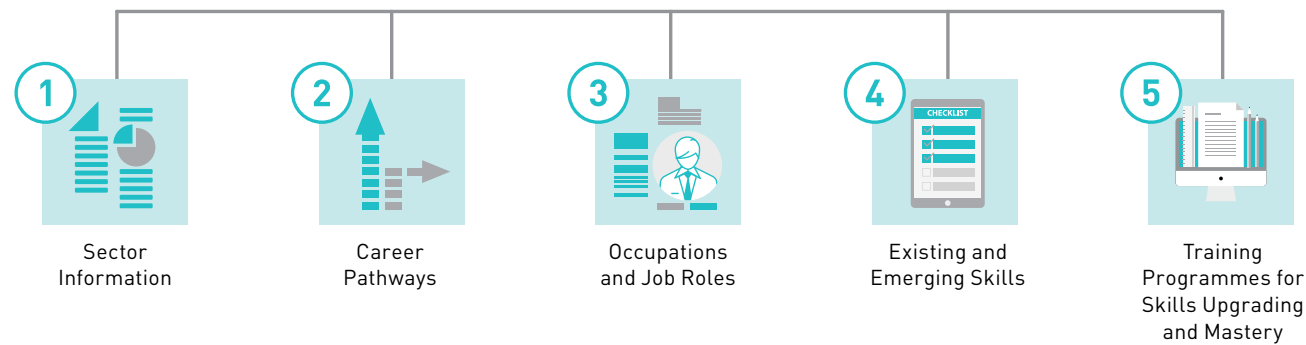 1
Sector
Information
2
Career
Pathways
3
Occupations
and Job Roles
4
CHECKLIST
Existing and
Emerging Skills
5
Training
Programmes for
Skills Upgrading
and Mastery